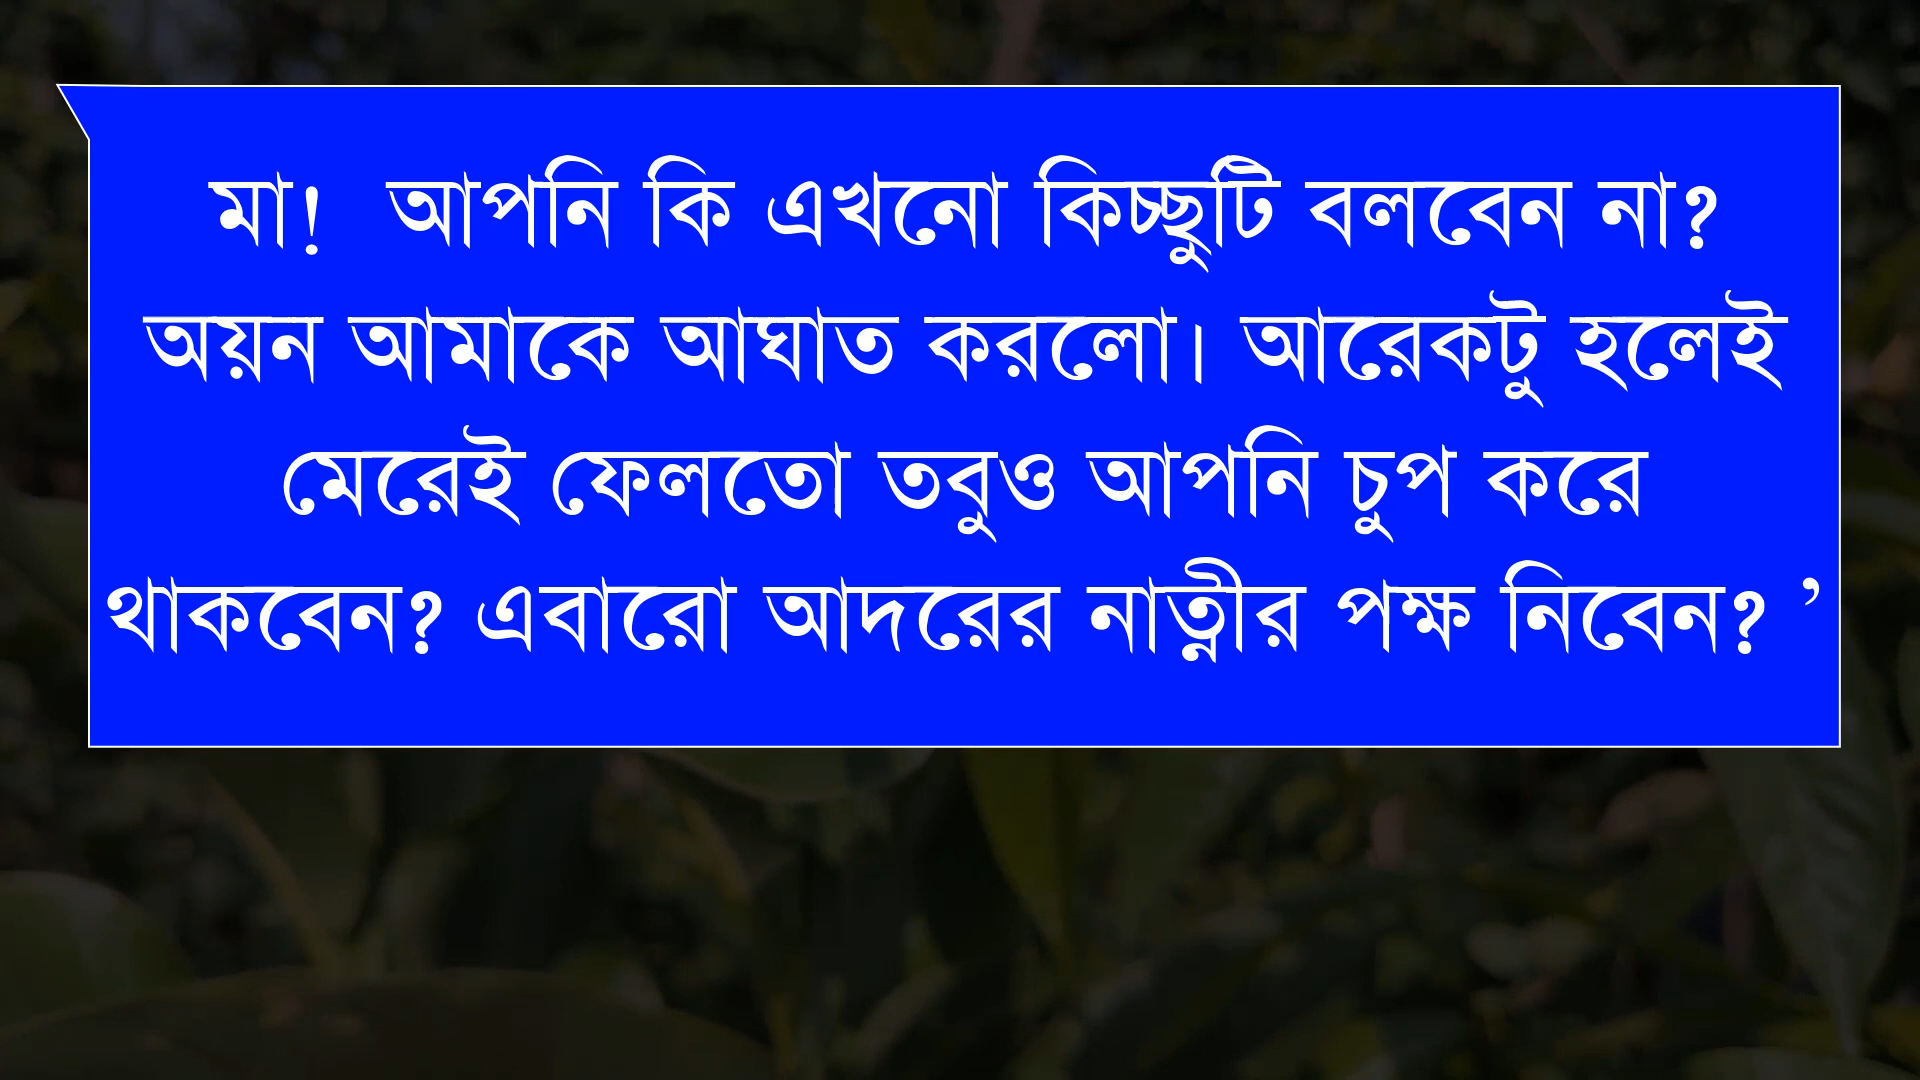 মা!  আপনি কি এখনো কিচ্ছুটি বলবেন না?
অয়ন আমাকে আঘাত করলো। আরেকটু হলেই
মেরেই ফেলতো তবুও আপনি চুপ করে
থাকবেন? এবারো আদরের নাত্নীর পক্ষ নিবেন? ’